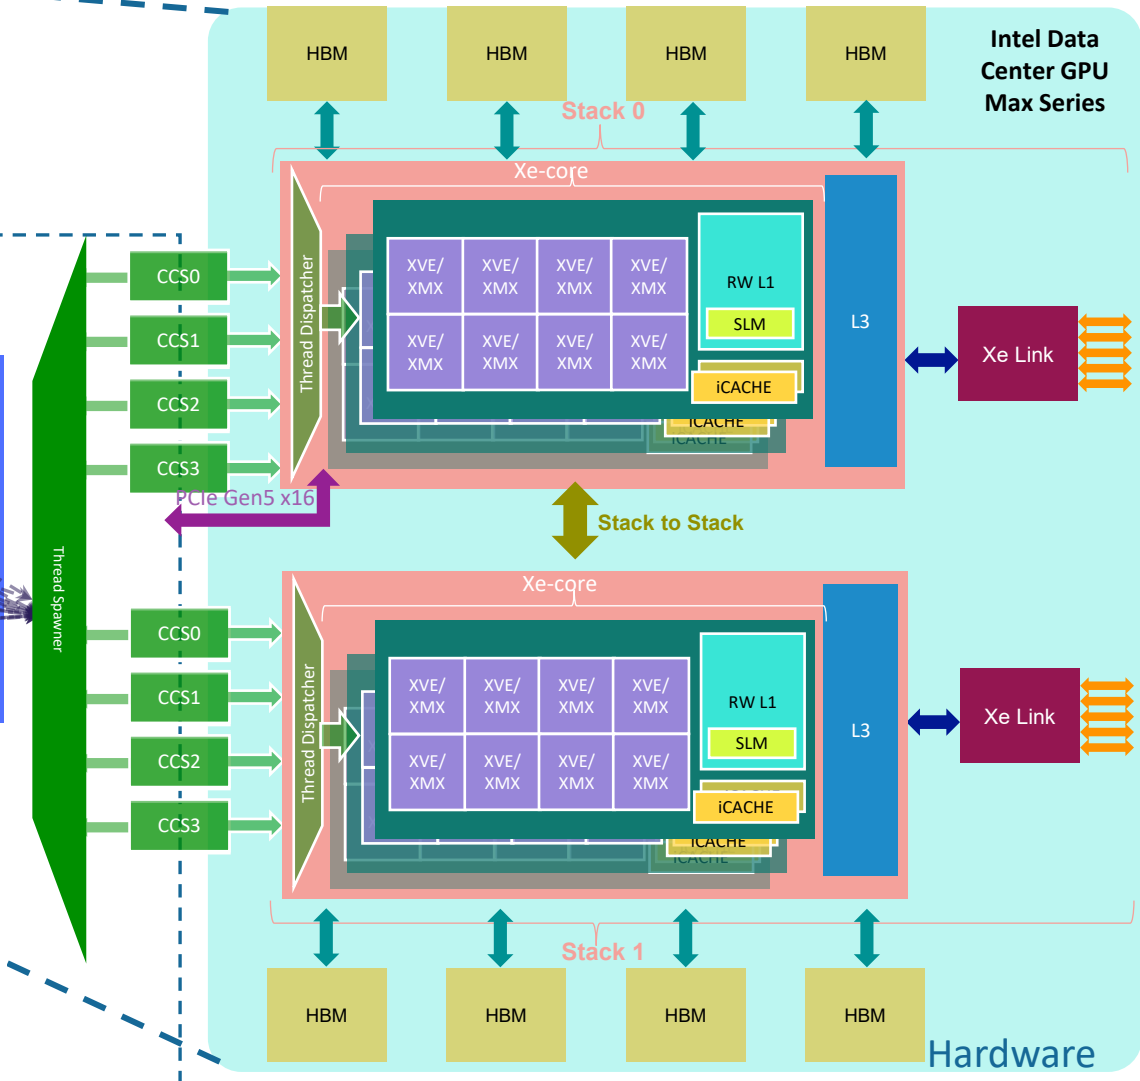 HBM
HBM
HBM
HBM
Intel Data
Center GPU
Max Series
Stack 0
Xe-core
Thread Dispatcher
XVE/
XMX
XVE/
XMX
XVE/
XMX
XVE/
XMX
XVE/
XMX
XVE/
XMX
XVE/
XMX
XVE/
XMX
RW L1
SLM
iCACHE
iCACHE
iCACHE
L3
Xe Link
CCS0
CCS1
CCS2
CCS3
PCIe Gen5 x16
Stack to Stack
Thread Spawner
CCS0
CCS1
CCS2
CCS3
Xe-core
Thread Dispatcher
XVE/
XMX
XVE/
XMX
XVE/
XMX
XVE/
XMX
XVE/
XMX
XVE/
XMX
XVE/
XMX
XVE/
XMX
RW L1
SLM
iCACHE
iCACHE
iCACHE
L3
Xe Link
Stack 1
HBM
HBM
HBM
HBM
Hardware